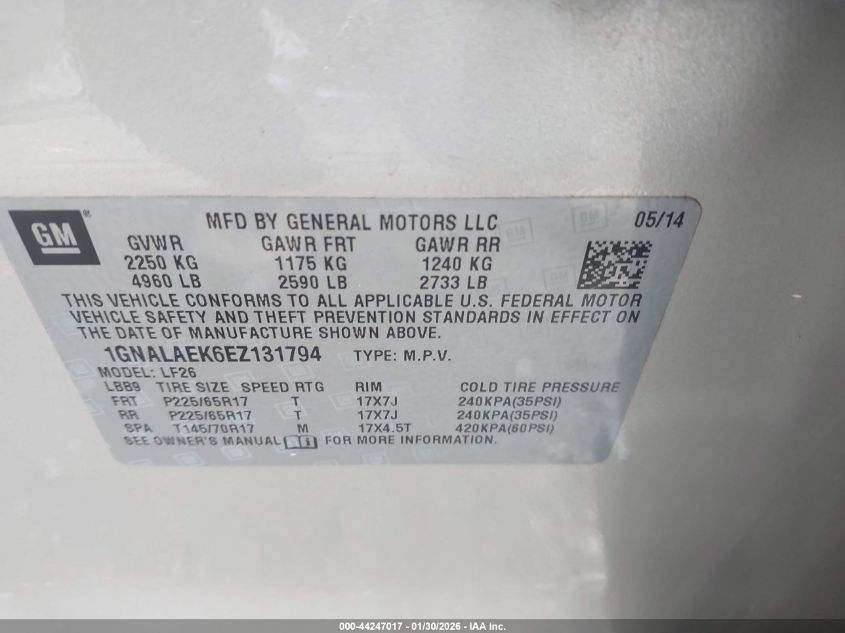 GM®
MFD BY GENERAL MOTORS LLC 05/14
GVWR GAWR FRT GAWR RR
2250 KG 1175 KG 1240 KG
4960 LB 2590 LB 2733 LB
THIS VEHICLE CONFORMS TO ALL APPLICABLE U.S. FEDERAL MOTOR
VEHICLE SAFETY AND THEFT PREVENTION STANDARDS IN EFFECT ON
THE DATE OF MANUFACTURE SHOWN ABOVE.
1GNALAEK6EZ131794 TYPE: M.P.V.
MODEL: LF26
LBB9 TIRE SIZE SPEED RTG RIM COLD TIRE PRESSURE
FRT P225/65R17 T 17X7J 240KPA(35PSI)
RR P225/65R17 T 17X7J 240KPA(35PSI)
SPA T145/70R17 M 17X4.5T 420KPA(60PSI)
SEE OWNER'S MANUAL FOR MORE INFORMATION.
000-44247017 - 01/30/2026 - IAA Inc.